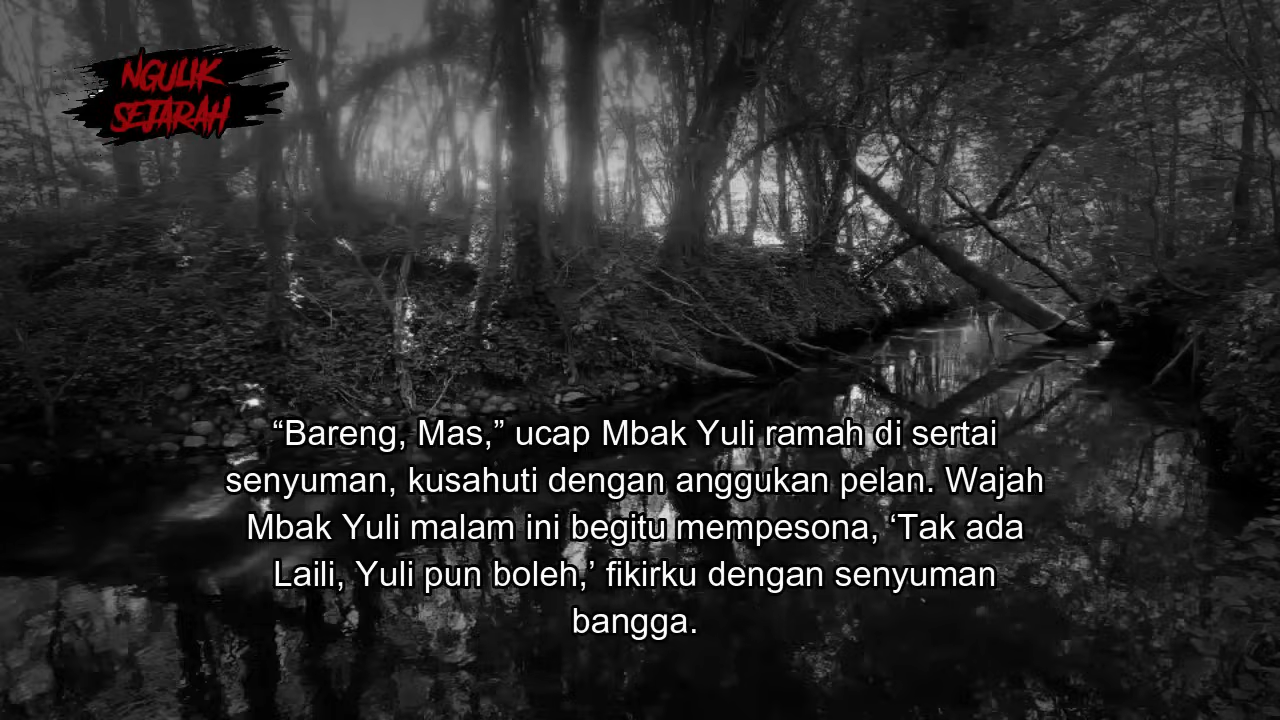 NGULIK
SEJARAH
“Bareng, Mas,” ucap Mbak Yuli ramah di sertai
senyuman, kusahuti dengan anggukan pelan. Wajah
Mbak Yuli malam ini begitu mempesona, ‘Tak ada
Laili, Yuli pun boleh,’ fikirku dengan senyuman
bangga.